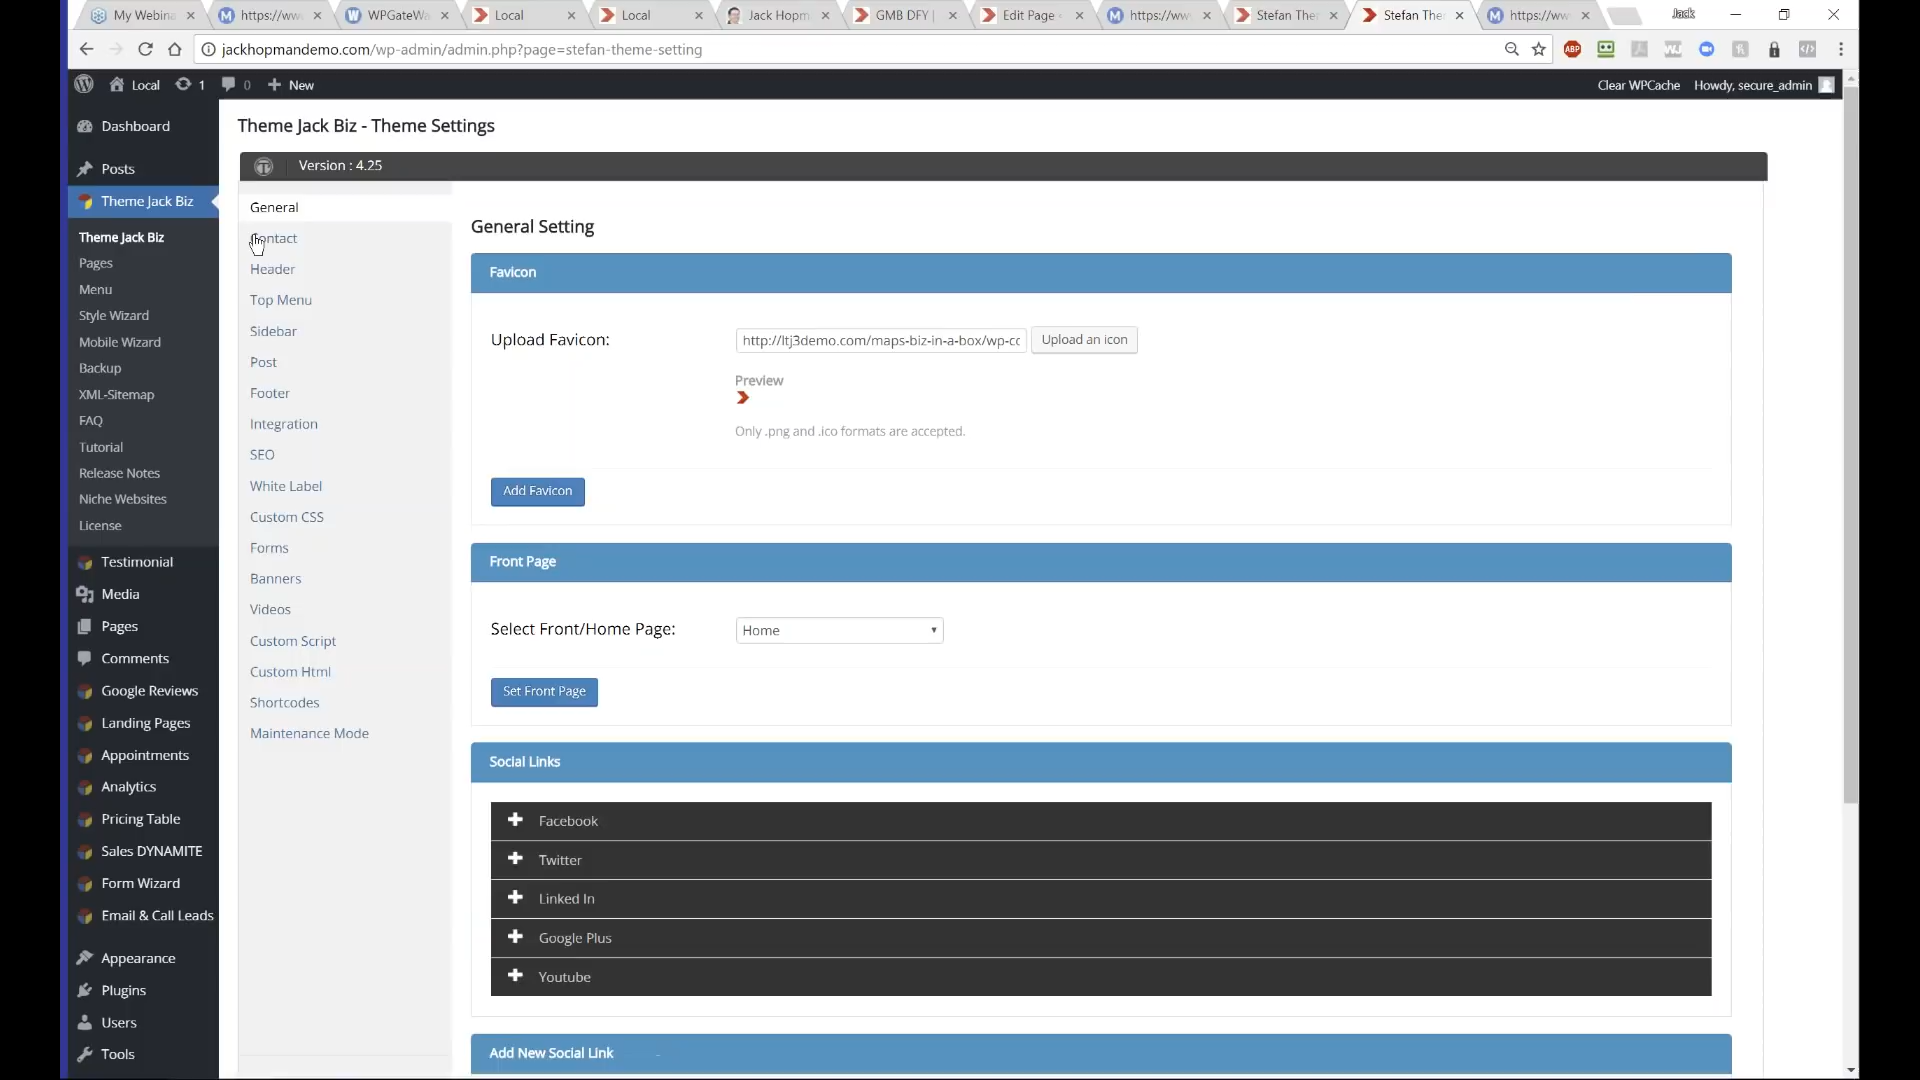 My Webina
https://ww
WPGateWa
Local
Local
Jack Hopm
GMB DFY |
Edit Page
https://ww
Stefan The
Stefan The
https://ww
Jack
jackhopmandemo.com/wp-admin/admin.php?page=stefan-theme-setting
ABP
Local
1
0
New
Clear WPCache
Howdy, secure_admin
Dashboard
Posts
Theme Jack Biz
Theme Jack Biz
Pages
Menu
Style Wizard
Mobile Wizard
Backup
XML-Sitemap
FAQ
Tutorial
Release Notes
Niche Websites
License
Testimonial
Media
Pages
Comments
Google Reviews
Landing Pages
Appointments
Analytics
Pricing Table
Sales DYNAMITE
Form Wizard
Email & Call Leads
Appearance
Plugins
Users
Tools
Theme Jack Biz - Theme Settings
Version : 4.25
General
Contact
Header
Top Menu
Sidebar
Post
Footer
Integration
SEO
White Label
Custom CSS
Forms
Banners
Videos
Custom Script
Custom Html
Shortcodes
Maintenance Mode
General Setting
Favicon
Upload Favicon:
http://ltj3demo.com/maps-biz-in-a-box/wp-cc
Upload an icon
Preview
Only .png and .ico formats are accepted.
Add Favicon
Front Page
Select Front/Home Page:
Home
Set Front Page
Social Links
Facebook
Twitter
Linked In
Google Plus
Youtube
Add New Social Link